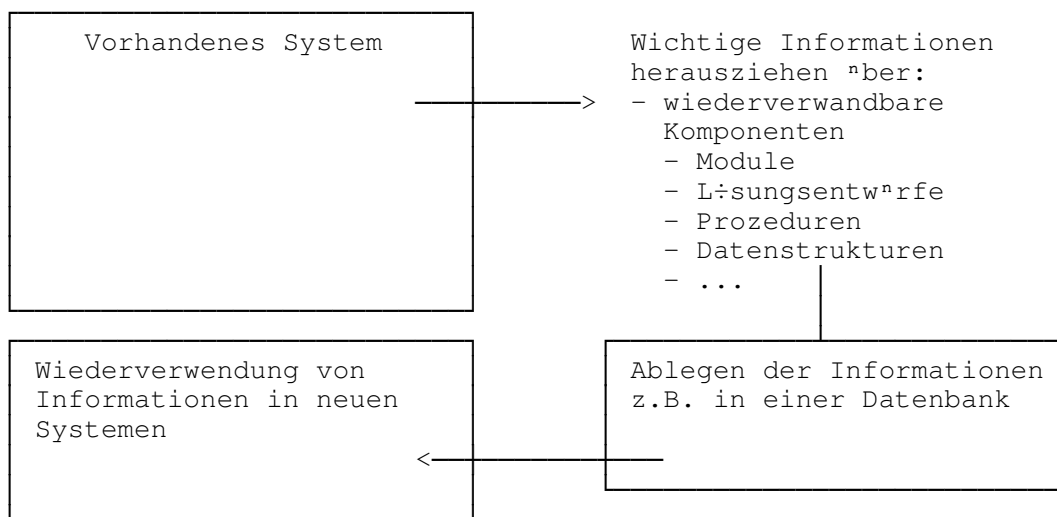 Vorhandenes System
Wichtige Informationen
herausziehen ⁿber:
- wiederverwandbare
Komponenten
- Module
- L÷sungsentwⁿrfe
- Prozeduren
- Datenstrukturen
- ...
Wiederverwendung von
Informationen in neuen
Systemen
Ablegen der Informationen
z.B. in einer Datenbank